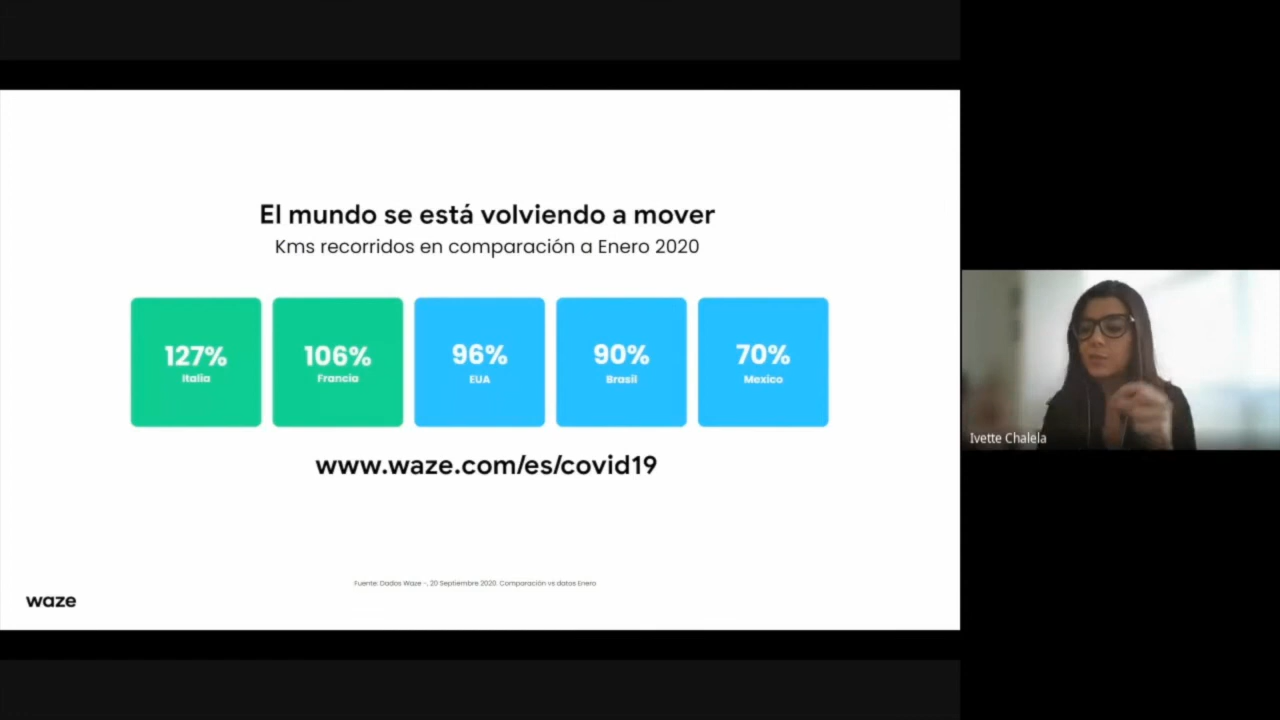 El mundo se está volviendo a mover
Kms recorridos en comparación a Enero 2020
127%
Italia
106%
Francia
96%
EUA
90%
Brasil
70%
Mexico
www.waze.com/es/covid19
Fuente: Dados Waze -, 20 Septiembre 2020. Comparación vs datos Enero
waze
Ivette Chalela